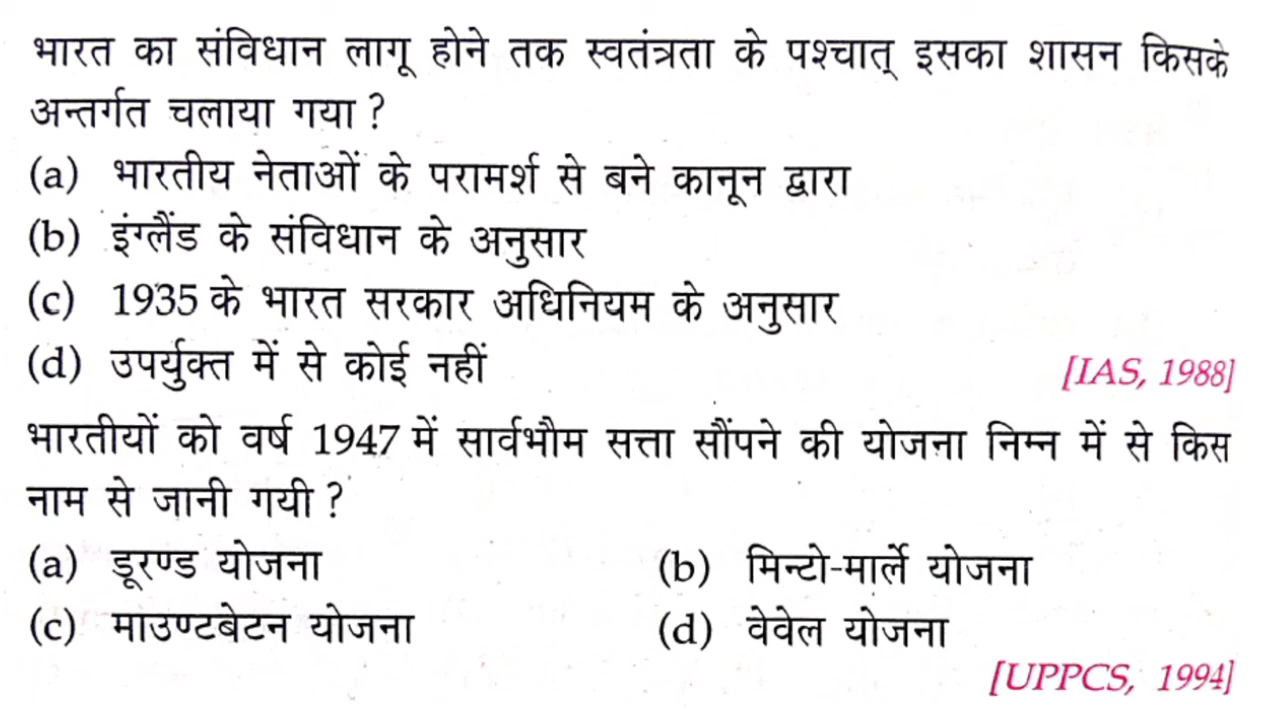 भारत का संविधान लागू होने तक स्वतंत्रता के पश्चात् इसका शासन किसके
अन्तर्गत चलाया गया ?
(a) भारतीय नेताओं के परामर्श से बने कानून द्वारा
(b) इंग्लैंड के संविधान के अनुसार
(c) 1935 के भारत सरकार अधिनियम के अनुसार
(d) उपर्युक्त में से कोई नहीं [IAS, 1988]
भारतीयों को वर्ष 1947 में सार्वभौम सत्ता सौंपने की योजना निम्न में से किस
नाम से जानी गयी ?
(a) डूरण्ड योजना (b) मिन्टो-मार्ले योजना
(c) माउण्टबेटन योजना (d) वेवेल योजना
[UPPCS, 1994]